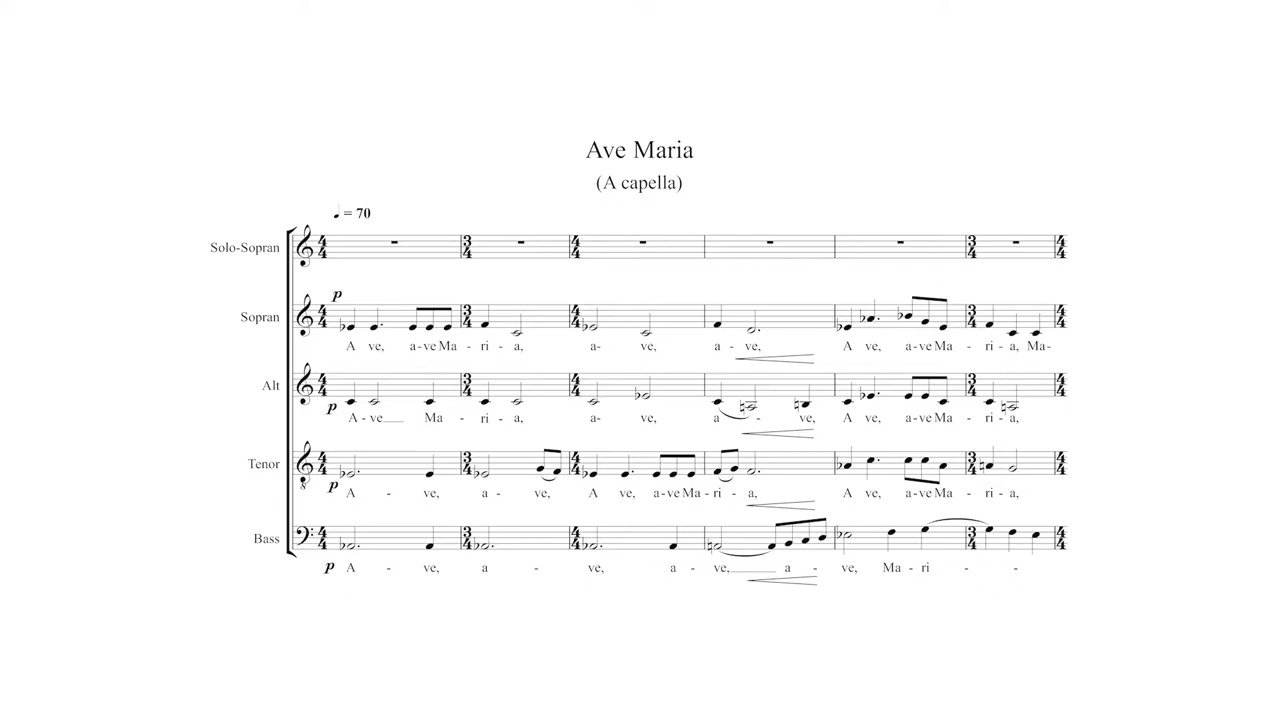 Ave Maria
(A capella)
♩ = 70
Solo-Sopran
p
Sopran
A ve, a-ve Ma- ri - a, a- ve, a - ve, A ve, a-ve Ma - ri - a, Ma-
Alt
p
A - ve___ Ma- ri - a, a- ve, a - ve, A ve, a-ve Ma - ri - a,
Tenor
p
A - ve, a - ve, A ve, a-ve Ma - ri - a, A ve, a-ve Ma - ri - a,
Bass
p
A - ve, a - ve, a - ve,______ a - ve, Ma - ri - -